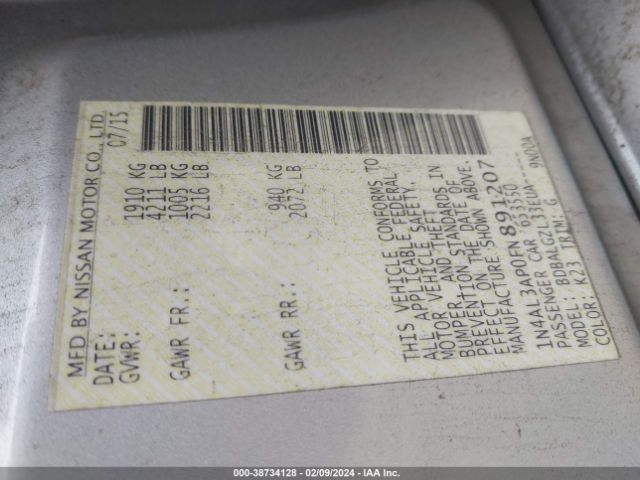 MFD BY NISSAN MOTOR CO., LTD.
DATE: 07/15
GVWR: 1910 KG
4211 LB
GAWR FR.: 1005 KG
2216 LB
GAWR RR.: 940 KG
2072 LB
THIS VEHICLE CONFORMS TO
ALL APPLICABLE FEDERAL
MOTOR VEHICLE SAFETY,
BUMPER, AND THEFT
PREVENTION STANDARDS IN
EFFECT ON THE DATE OF
MANUFACTURE SHOWN ABOVE.
1N4AL3AP0FN891207
PASSENGER CAR
MODEL: BDBALGZL33EUA-----
COLOR: K23 TRIM: G 9N00A
000-38734128 - 02/09/2024 - IAA Inc.